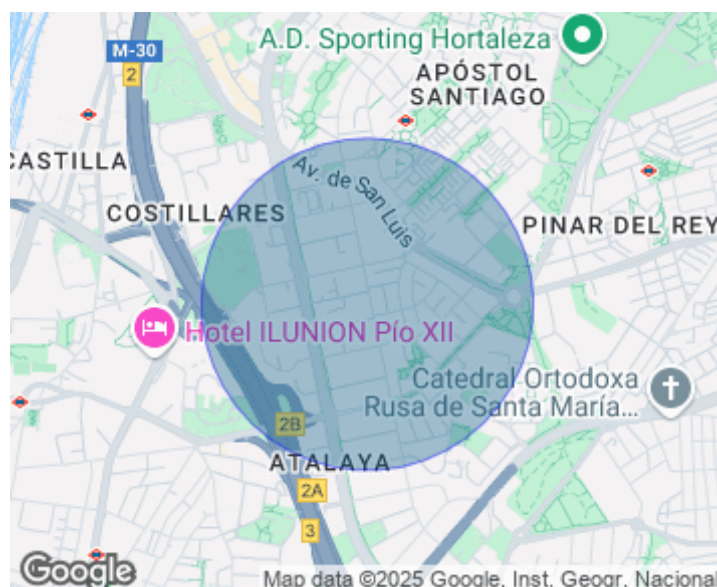 M-30
2
A.D. Sporting Hortaleza
APÓSTOL
SANTIAGO
CASTILLA
Av. de San Luis
COSTILLARES
PINAR DEL REY
Hotel ILUNION Pío XII
Catedral Ortodoxa
Rusa de Santa María...
2B
ATALAYA
2A
3
Google
Map data ©2025 Google, Inst. Geogr. Nacional